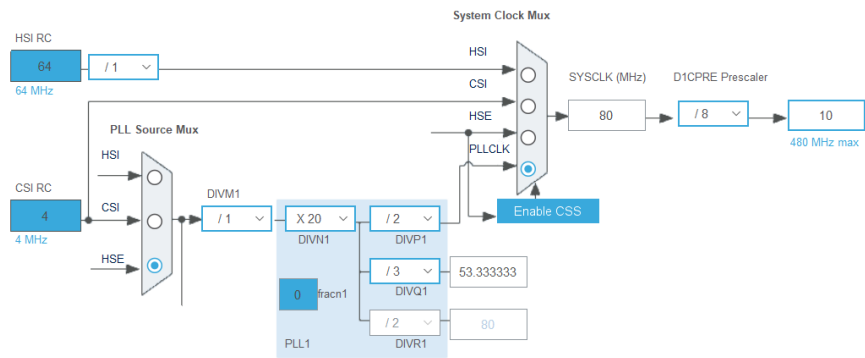 System Clock Mux
HSI RC
64
64 MHz
/ 1
HSI
CSI
HSE
PLLCLK
SYSCLK (MHz)
80
D1CPRE Prescaler
/ 8
10
480 MHz max
Enable CSS
PLL Source Mux
HSI
CSI
HSE
CSI RC
4
4 MHz
DIVM1
/ 1
X 20
DIVN1
/ 2
DIVP1
0
fracn1
/ 3
DIVQ1
53.333333
/ 2
DIVR1
80
PLL1